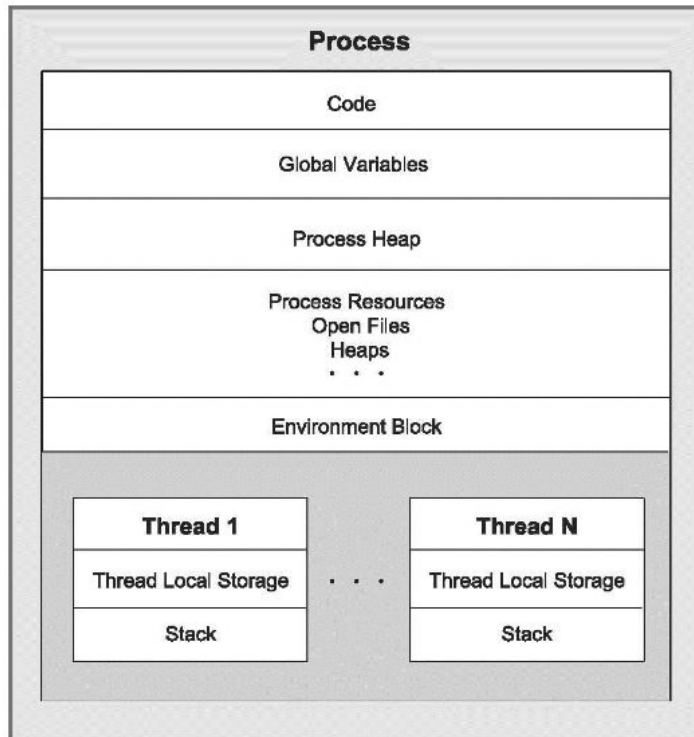 Process
Code
Global Variables
Process Heap
Process Resources
Open Files
Heaps
. . .
Environment Block
Thread 1
Thread Local Storage
Stack
. . .
Thread N
Thread Local Storage
Stack